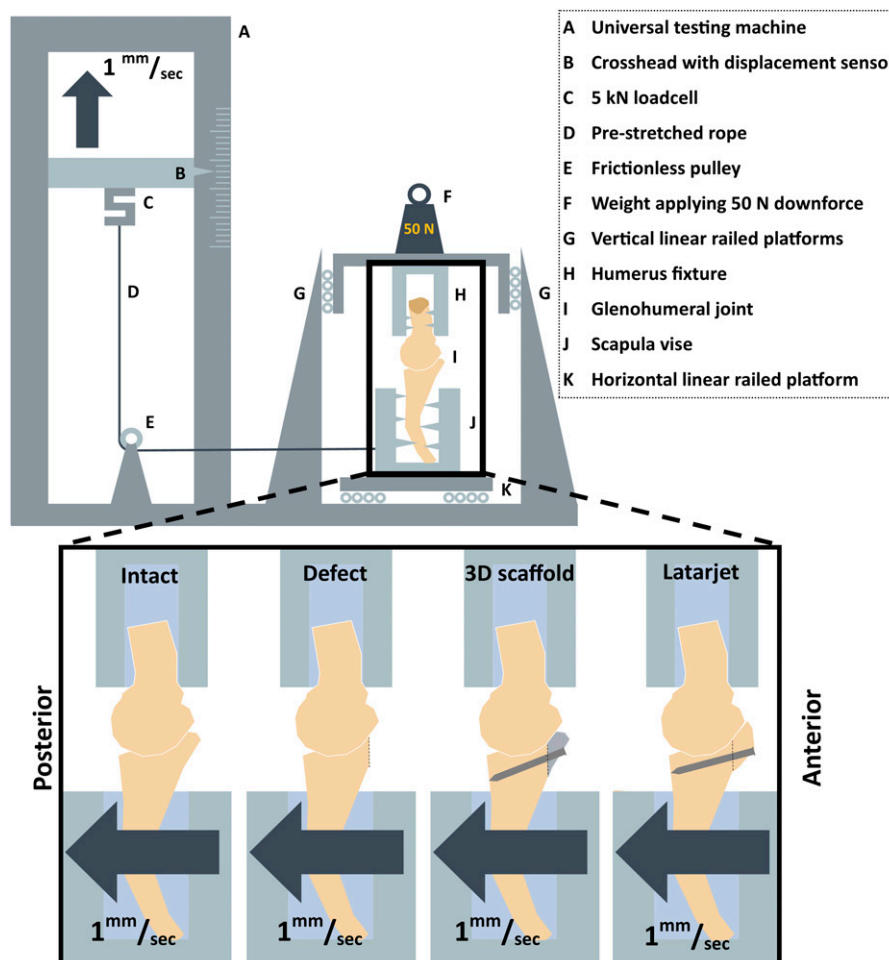 A
1 mm/sec
B
C
D
E
F
50 N
G
G
H
I
J
K
A Universal testing machine
B Crosshead with displacement senso
C 5 kN loadcell
D Pre-stretched rope
E Frictionless pulley
F Weight applying 50 N downforce
G Vertical linear railed platforms
H Humerus fixture
I Glenohumeral joint
J Scapula vise
K Horizontal linear railed platform
Intact
Defect
3D scaffold
Latarjet
Posterior
Anterior
1 mm/sec
1 mm/sec
1 mm/sec
1 mm/sec